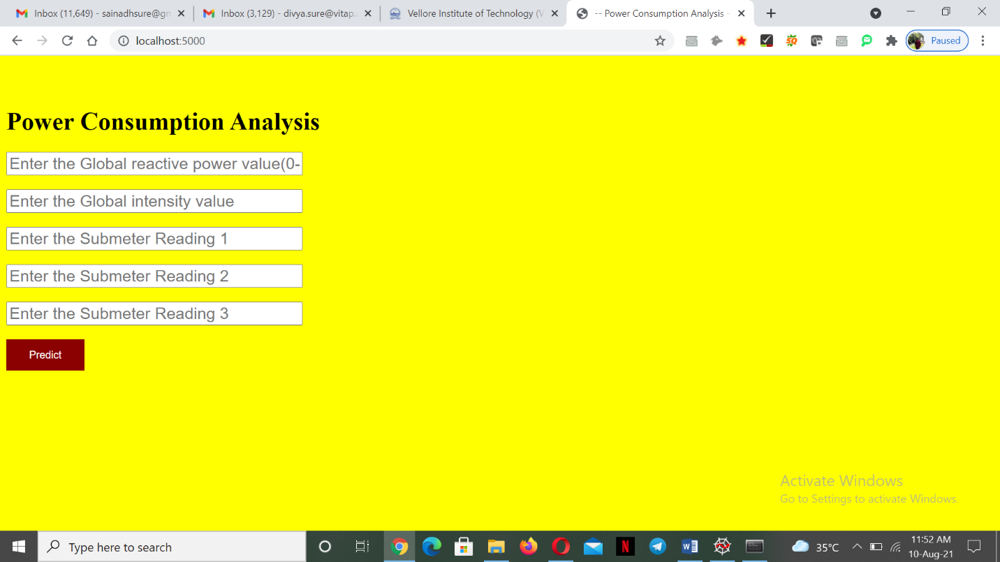 Inbox (11,649) - sainadhsure@gm
Inbox (3,129) - divya.sure@vitap.
Vellore Institute of Technology (V
-- Power Consumption Analysis -
localhost:5000
Paused
Power Consumption Analysis
Enter the Global reactive power value(0-
Enter the Global intensity value
Enter the Submeter Reading 1
Enter the Submeter Reading 2
Enter the Submeter Reading 3
Predict
Activate Windows
Go to Settings to activate Windows.
Type here to search
35°C
11:52 AM
10-Aug-21